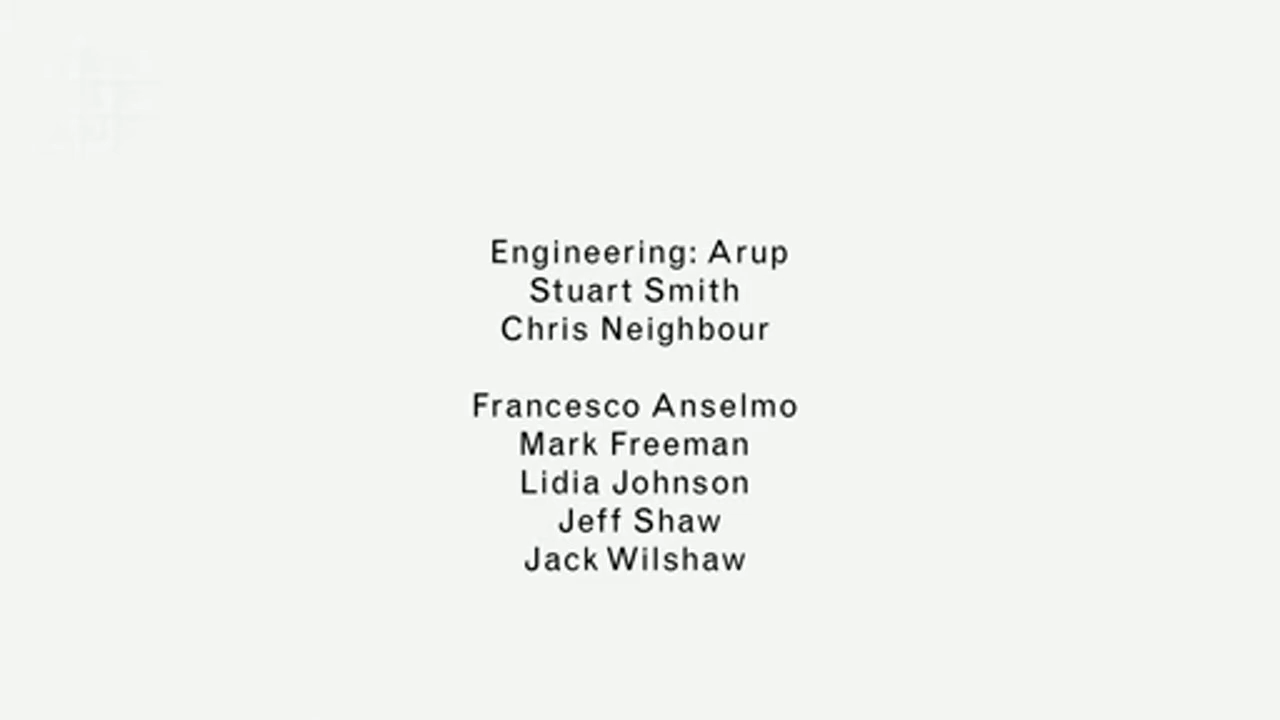 Engineering: Arup
Stuart Smith
Chris Neighbour
Francesco Anselmo
Mark Freeman
Lidia Johnson
Jeff Shaw
Jack Wilshaw